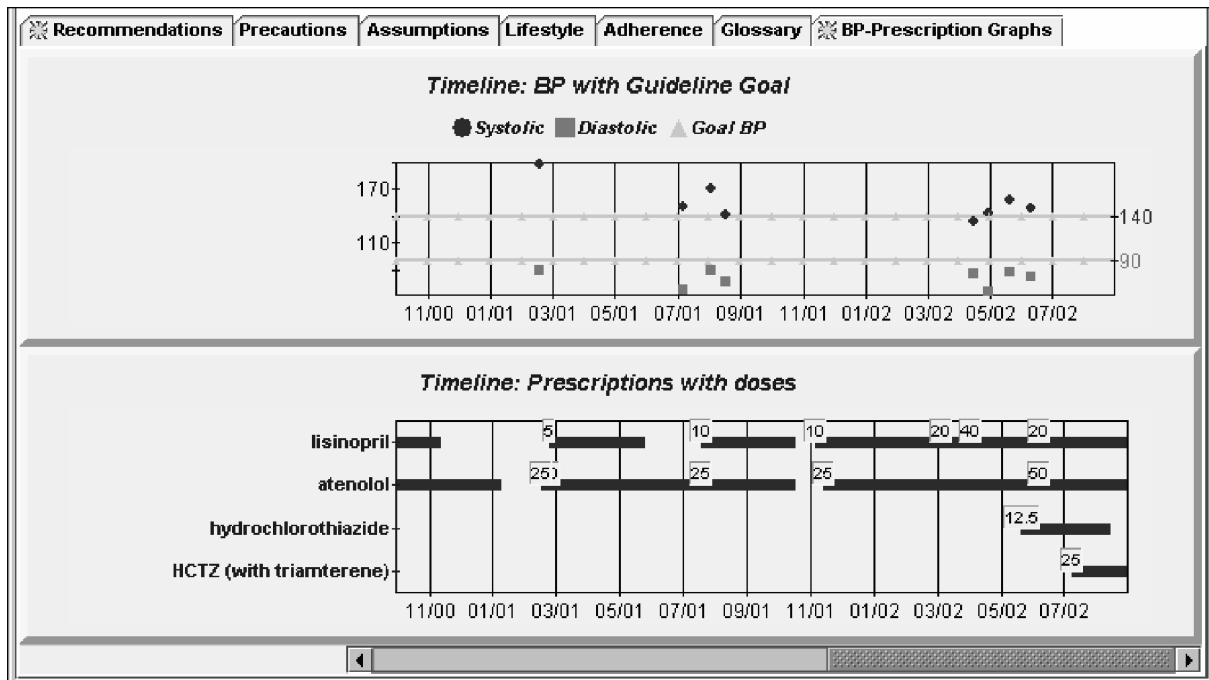 Recommendations Precautions Assumptions Lifestyle Adherence Glossary BP-Prescription Graphs
Timeline: BP with Guideline Goal
Systolic Diastolic Goal BP
170
140
110
90
11/00 01/01 03/01 05/01 07/01 09/01 11/01 01/02 03/02 05/02 07/02
Timeline: Prescriptions with doses
lisinopril 5 10 10 20 40 20
atenolol 25 25 50
hydrochlorothiazide 12.5
HCTZ (with triamterene) 25
11/00 01/01 03/01 05/01 07/01 09/01 11/01 01/02 03/02 05/02 07/02